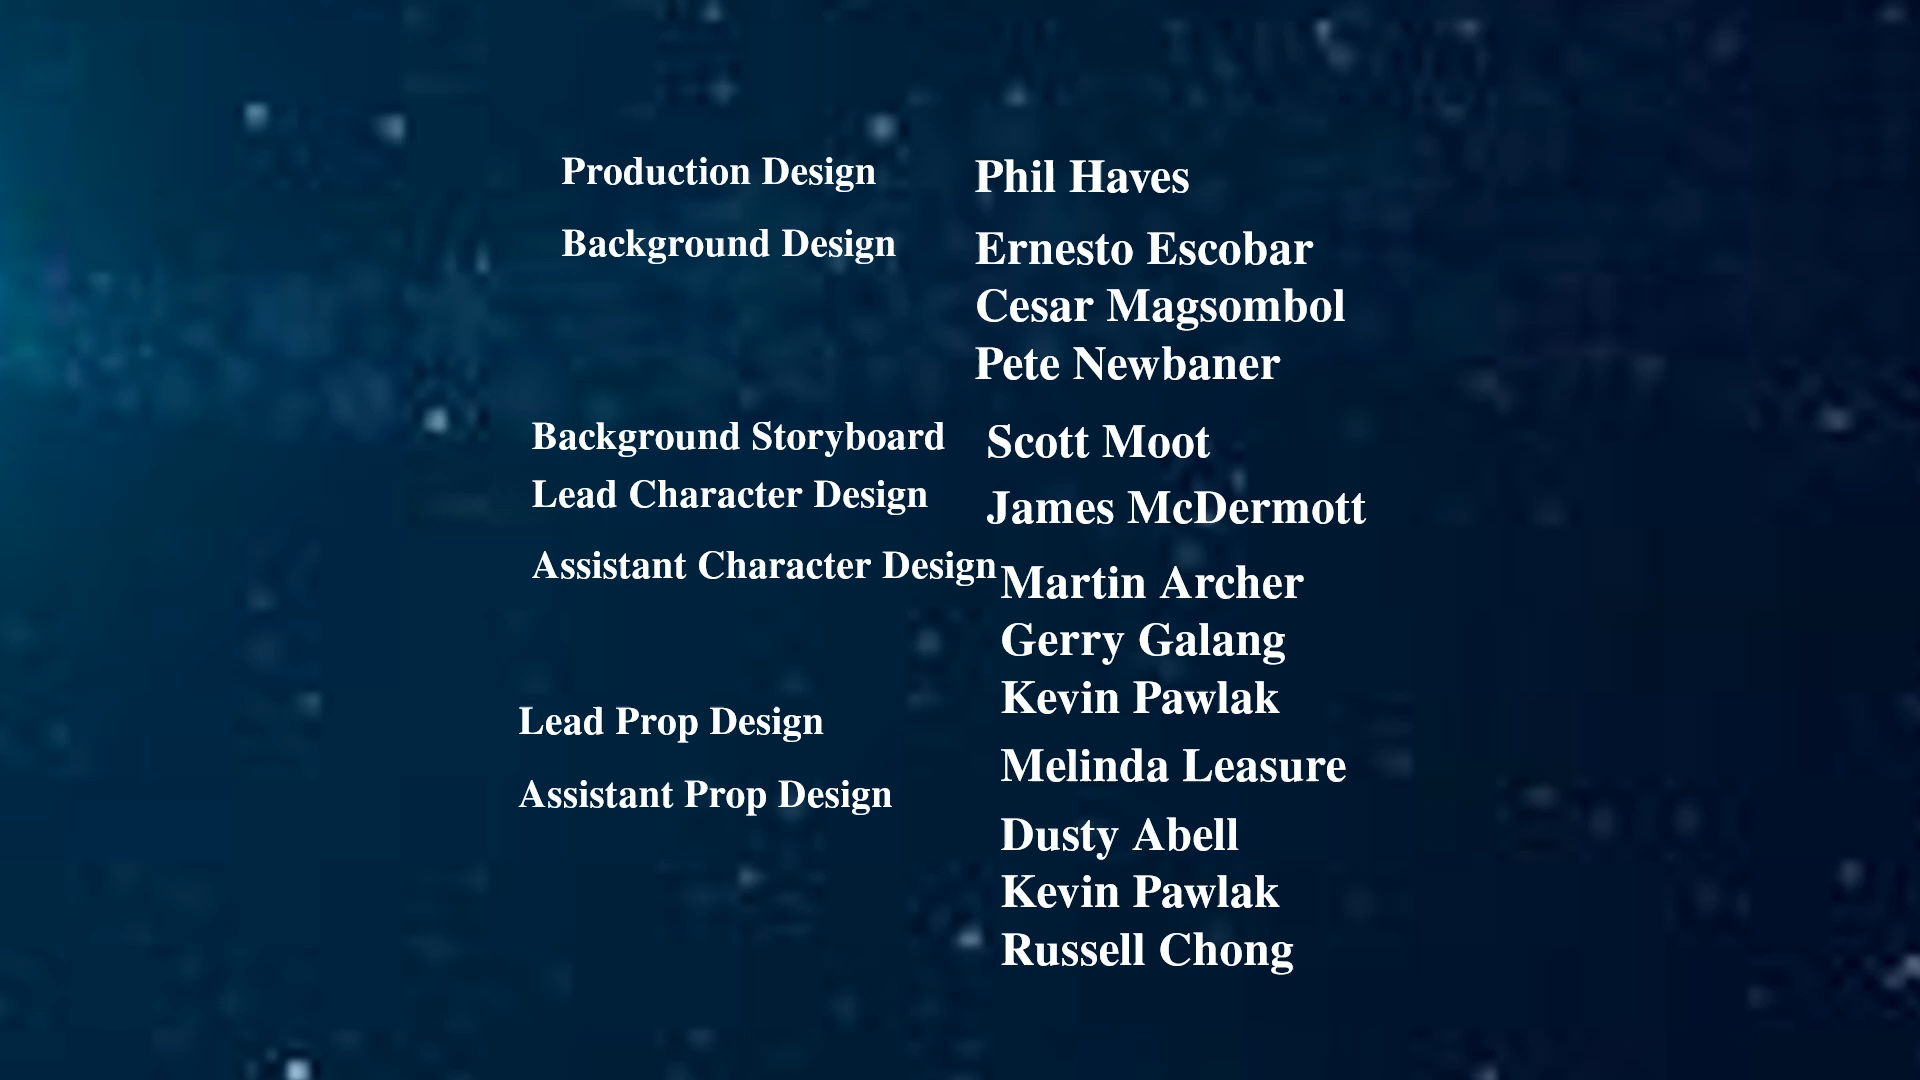 Production Design Phil Haves
Background Design Ernesto Escobar
Cesar Magsombol
Pete Newbaner
Background Storyboard Scott Moot
Lead Character Design James McDermott
Assistant Character Design Martin Archer
Gerry Galang
Kevin Pawlak
Lead Prop Design Melinda Leasure
Assistant Prop Design Dusty Abell
Kevin Pawlak
Russell Chong